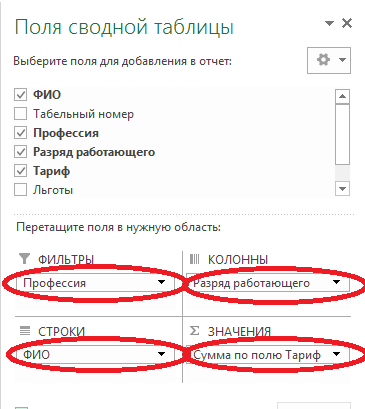 Поля сводной таблицы
Выберите поля для добавления в отчет:
ФИО
Табельный номер
Профессия
Разряд работающего
Тариф
Льготы
Перетащите поля в нужную область:
ФИЛЬТРЫ
КОЛОННЫ
Профессия
Разряд работающего
СТРОКИ
ЗНАЧЕНИЯ
ФИО
Сумма по полю Тариф